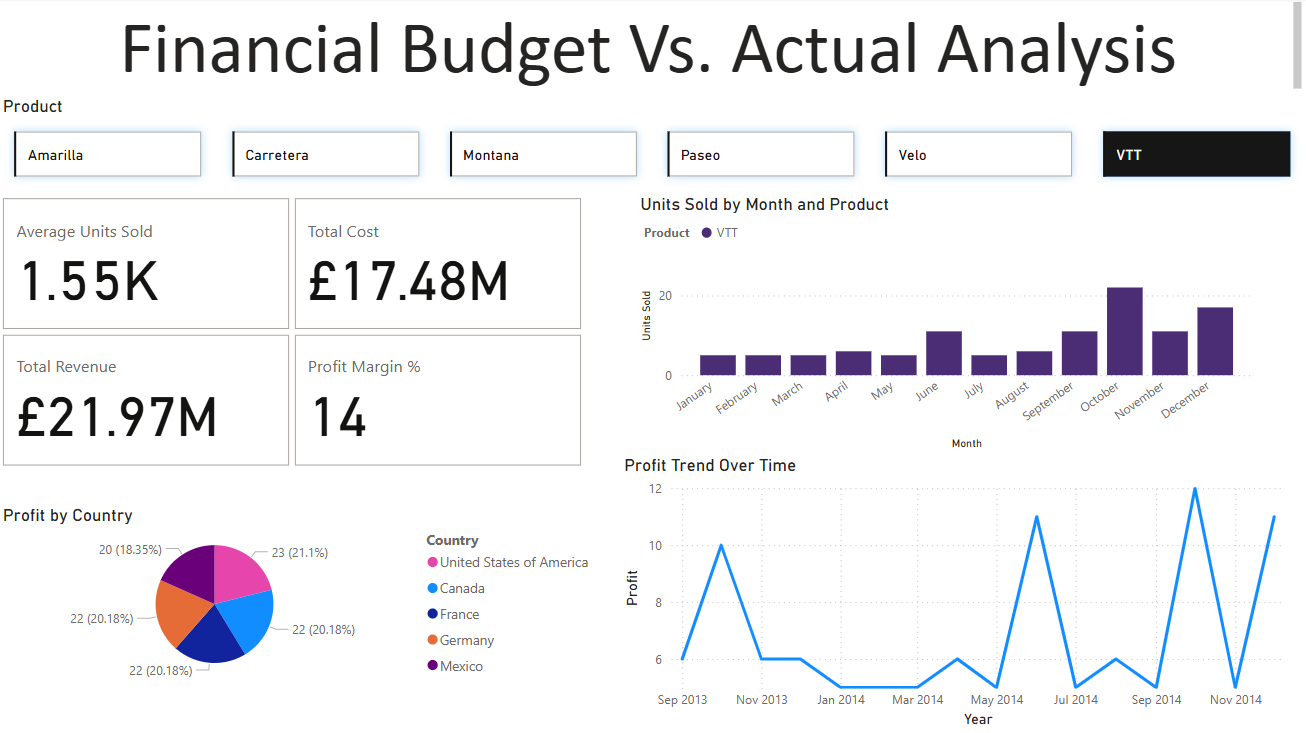 Financial Budget Vs. Actual Analysis
Product
Amarilla
Carretera
Montana
Paseo
Velo
VTT
Average Units Sold
1.55K
Total Cost
£17.48M
Total Revenue
£21.97M
Profit Margin %
14
Units Sold by Month and Product
Product VTT
Units Sold
20
0
January
February
March
April
May
June
July
August
September
October
November
December
Month
Profit by Country
20 (18.35%)
23 (21.1%)
22 (20.18%)
22 (20.18%)
22 (20.18%)
Country
United States of America
Canada
France
Germany
Mexico
Profit Trend Over Time
Profit
12
10
8
6
Sep 2013
Nov 2013
Jan 2014
Mar 2014
May 2014
Jul 2014
Sep 2014
Nov 2014
Year